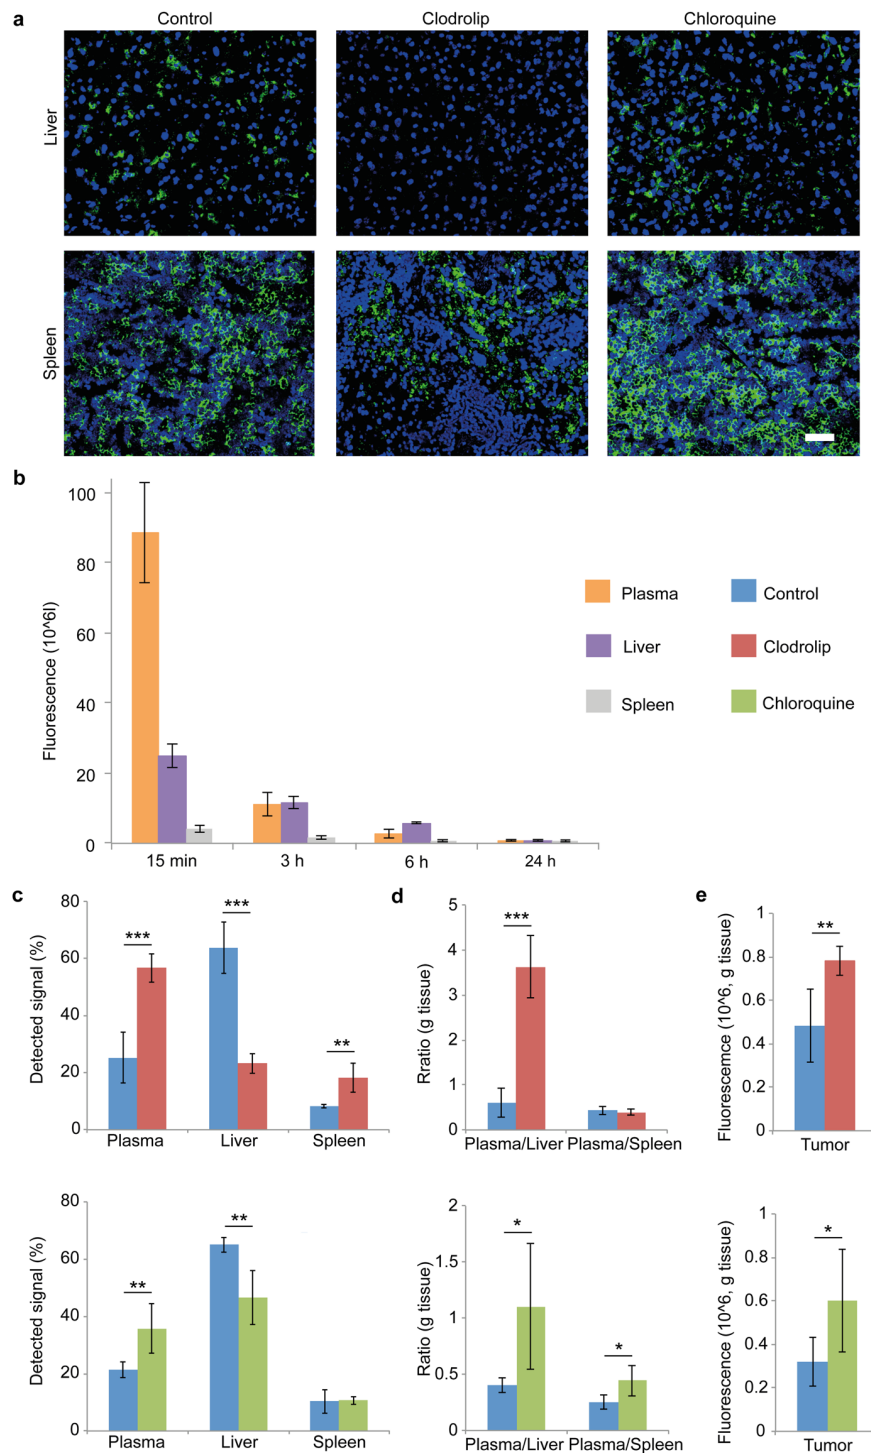 a
Control
Clodrolip
Chloroquine
Liver
Spleen
b
Fluorescence (10^6l)
100
80
60
40
20
0
15 min
3 h
6 h
24 h
Plasma
Control
Liver
Clodrolip
Spleen
Chloroquine
c
Detected signal (%)
80
60
40
20
0
***
***
**
Plasma
Liver
Spleen
d
Rratio (g tissue)
5
4
3
2
1
0
***
Plasma/Liver
Plasma/Spleen
e
Fluorescemce (10^6, g tissue)
1
0.8
0.6
0.4
0.2
0
**
Tumor
Detected signal (%)
80
60
40
20
0
**
**
Plasma
Liver
Spleen
Ratio (g tissue)
2
1.5
1
0.5
0
*
*
Plasma/Liver
Plasma/Spleen
Fluorescence (10^6, g tissue)
1
0.8
0.6
0.4
0.2
0
*
Tumor